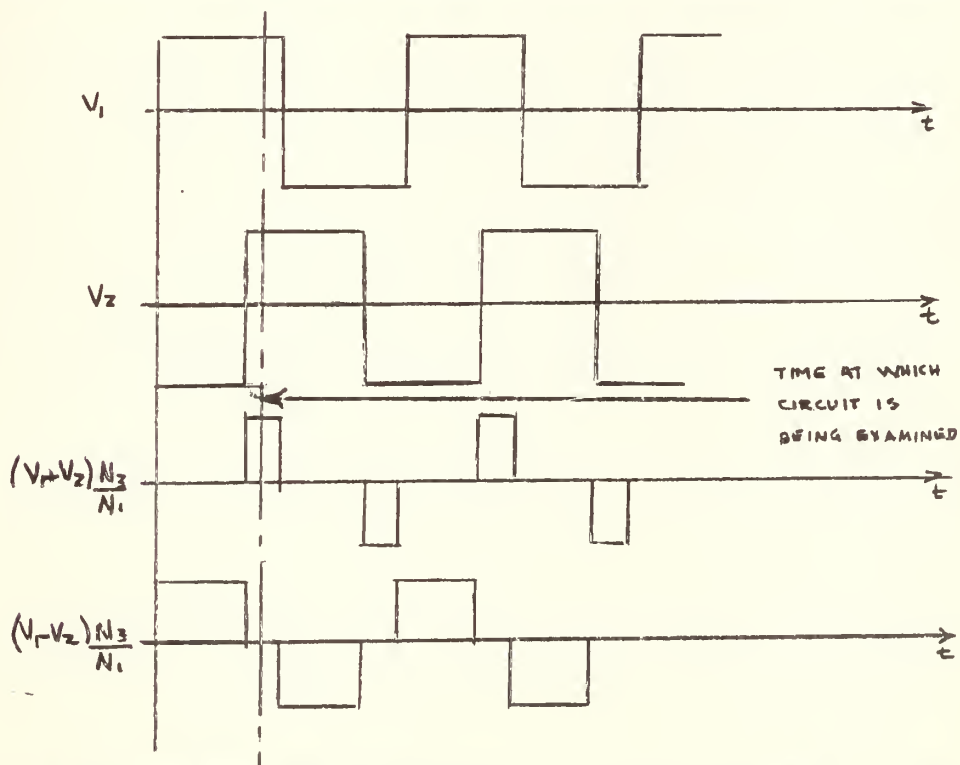 V₁
t
V₂
t
TIME AT WHICH
CIRCUIT IS
BEING EXAMINED
(V₁+V₂) N₃/N₁
t
(V₁-V₂) N₃/N₁
t